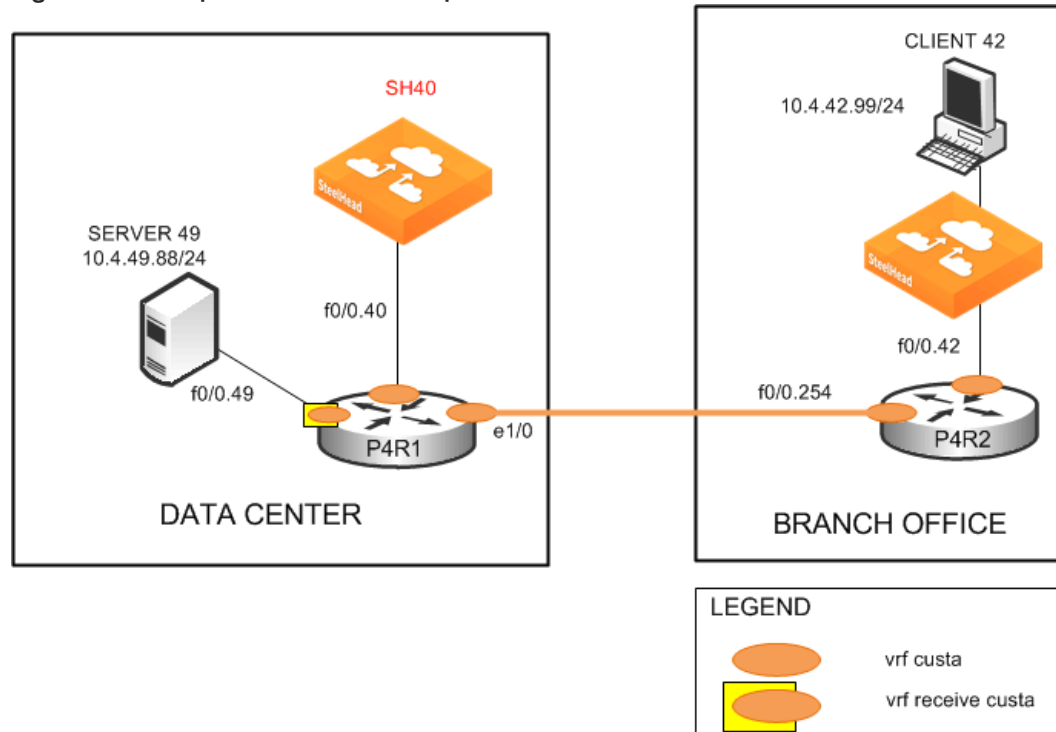 SH40
SteelHead
SERVER 49
10.4.49.88/24
f0/0.40
f0/0.49
P4R1
e1/0
DATA CENTER
CLIENT 42
10.4.42.99/24
SteelHead
f0/0.42
f0/0.254
P4R2
BRANCH OFFICE
LEGEND
vrf custa
vrf receive custa